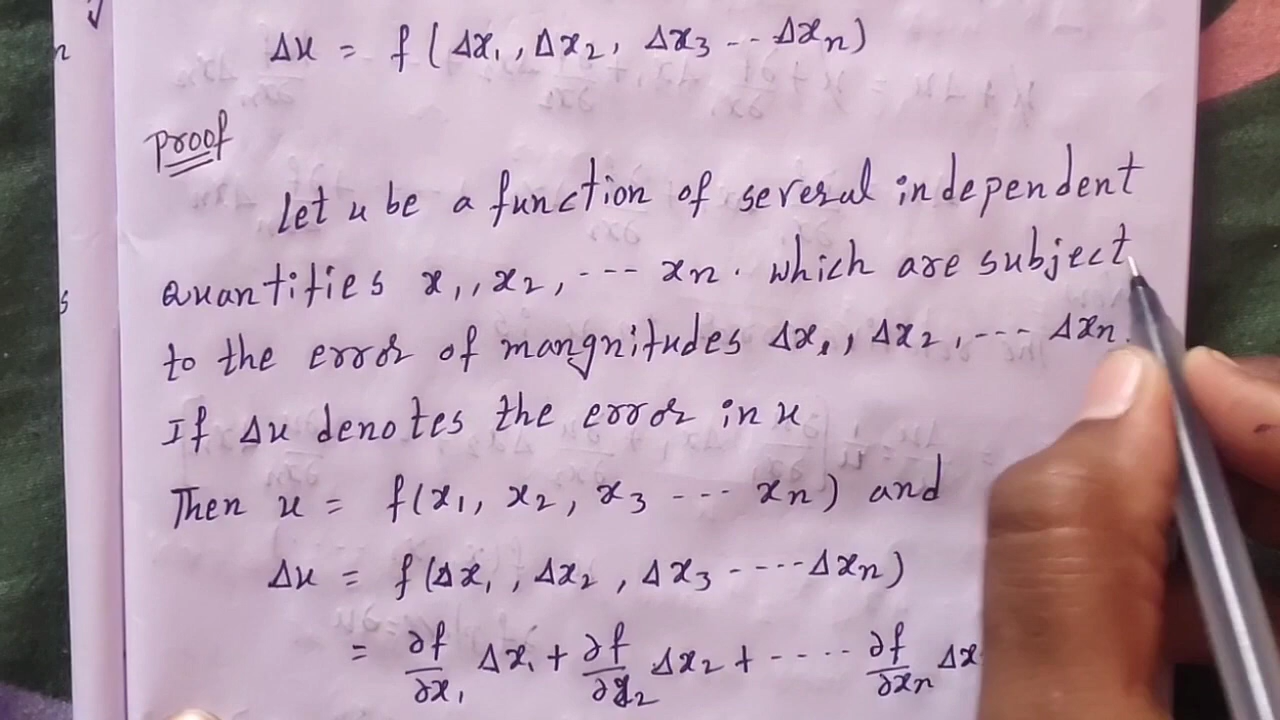 Δu = f(Δx₁, Δx₂, Δx₃ -- Δxn)
Proof
Let u be a function of several independent
quantities x₁,, x₂, --- xn. which are subject
to the error of mangnitudes Δx₁, Δx₂, --- Δxn.
If Δu denotes the error in u
Then u = f(x₁, x₂, x₃ --- xn) and
Δu = f(Δx₁, Δx₂, Δx₃ ---- Δxn)
= ∂f/∂x₁ Δx₁ + ∂f/∂x₂ Δx₂ + ---- ∂f/∂xn Δx